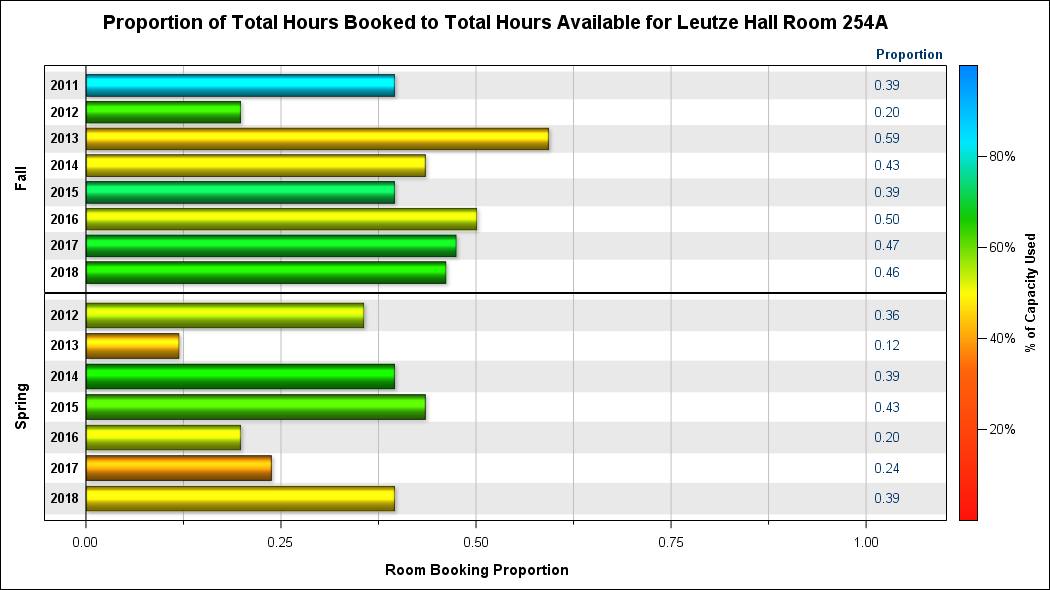 Proportion of Total Hours Booked to Total Hours Available for Leutze Hall Room 254A
Proportion
Fall
2011 0.39
2012 0.20
2013 0.59
2014 0.43
2015 0.39
2016 0.50
2017 0.47
2018 0.46
Spring
2012 0.36
2013 0.12
2014 0.39
2015 0.43
2016 0.20
2017 0.24
2018 0.39
0.00 0.25 0.50 0.75 1.00
Room Booking Proportion
80%
60%
40%
20%
% of Capacity Used